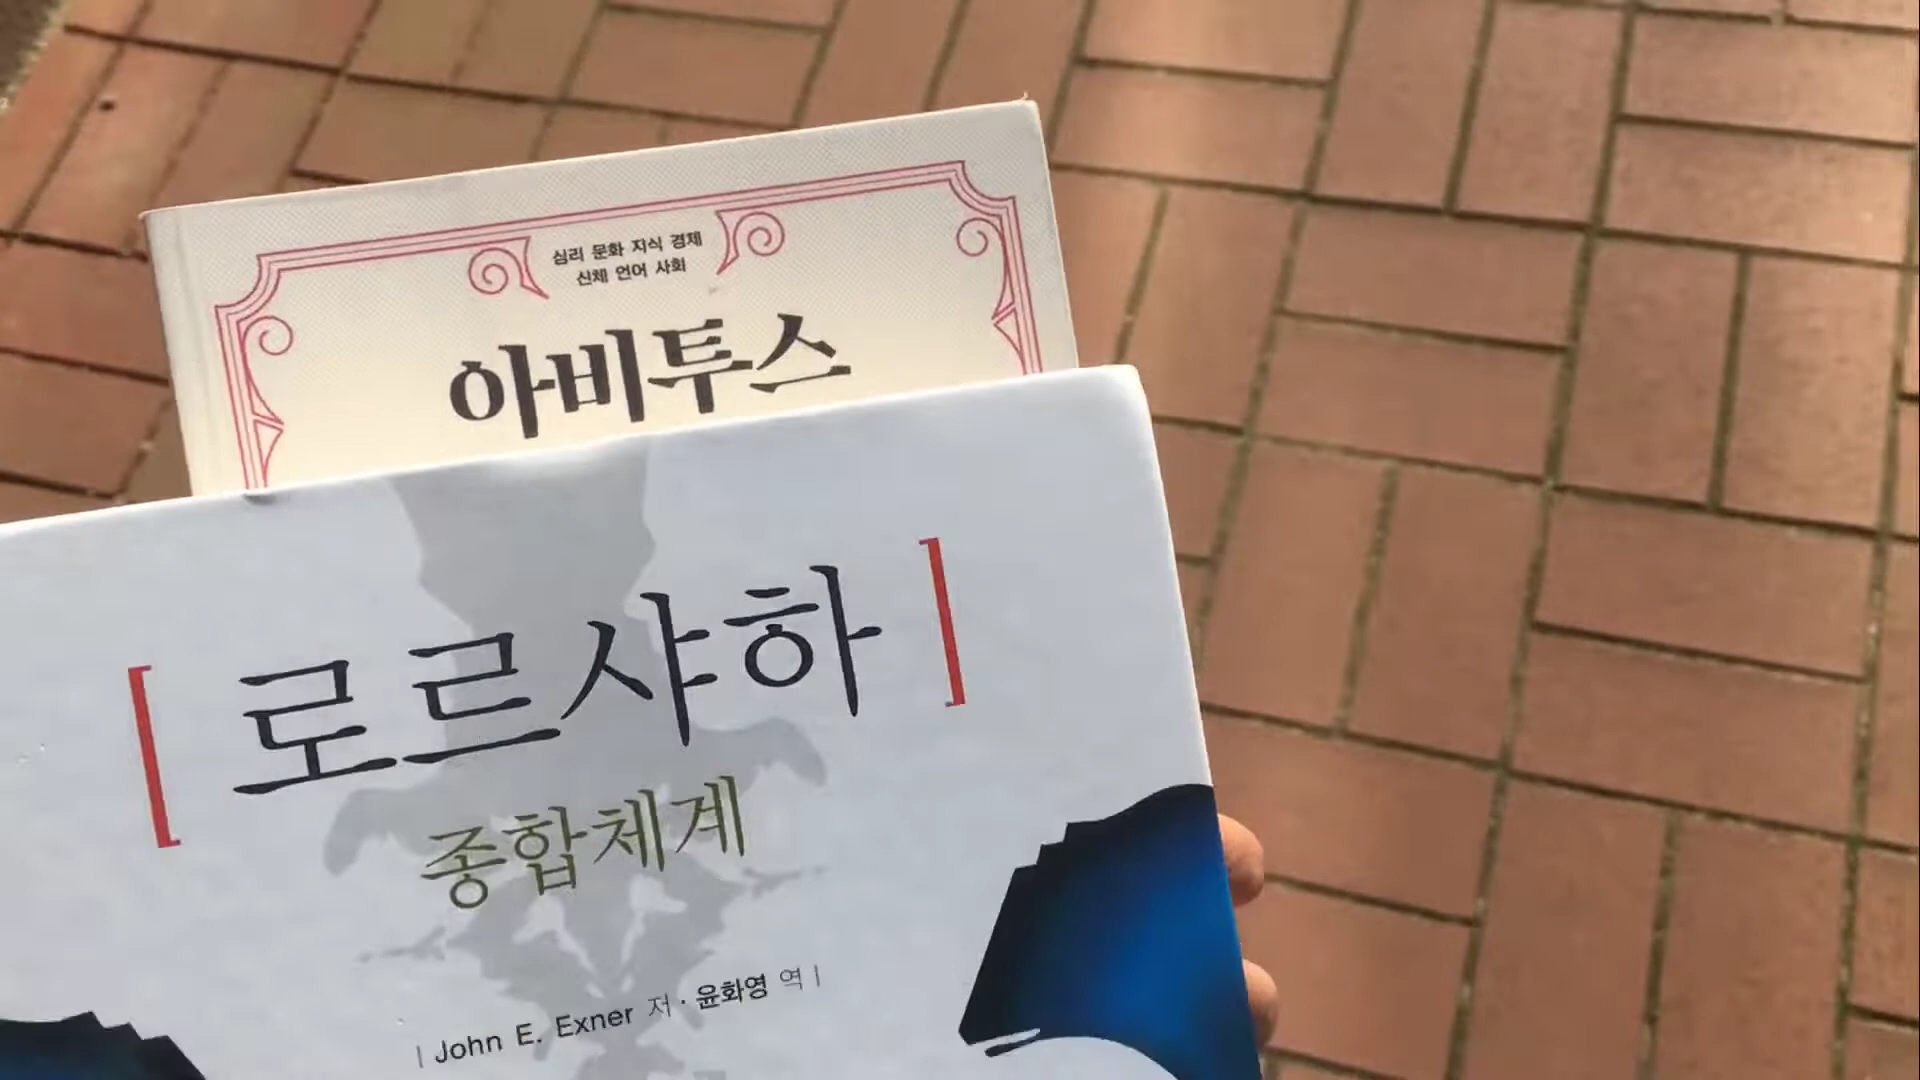 심리 문화 지식 경제
신체 언어 사회
아비투스
[로르샤하]
종합체계
| John E. Exner 저·윤화영 역 |